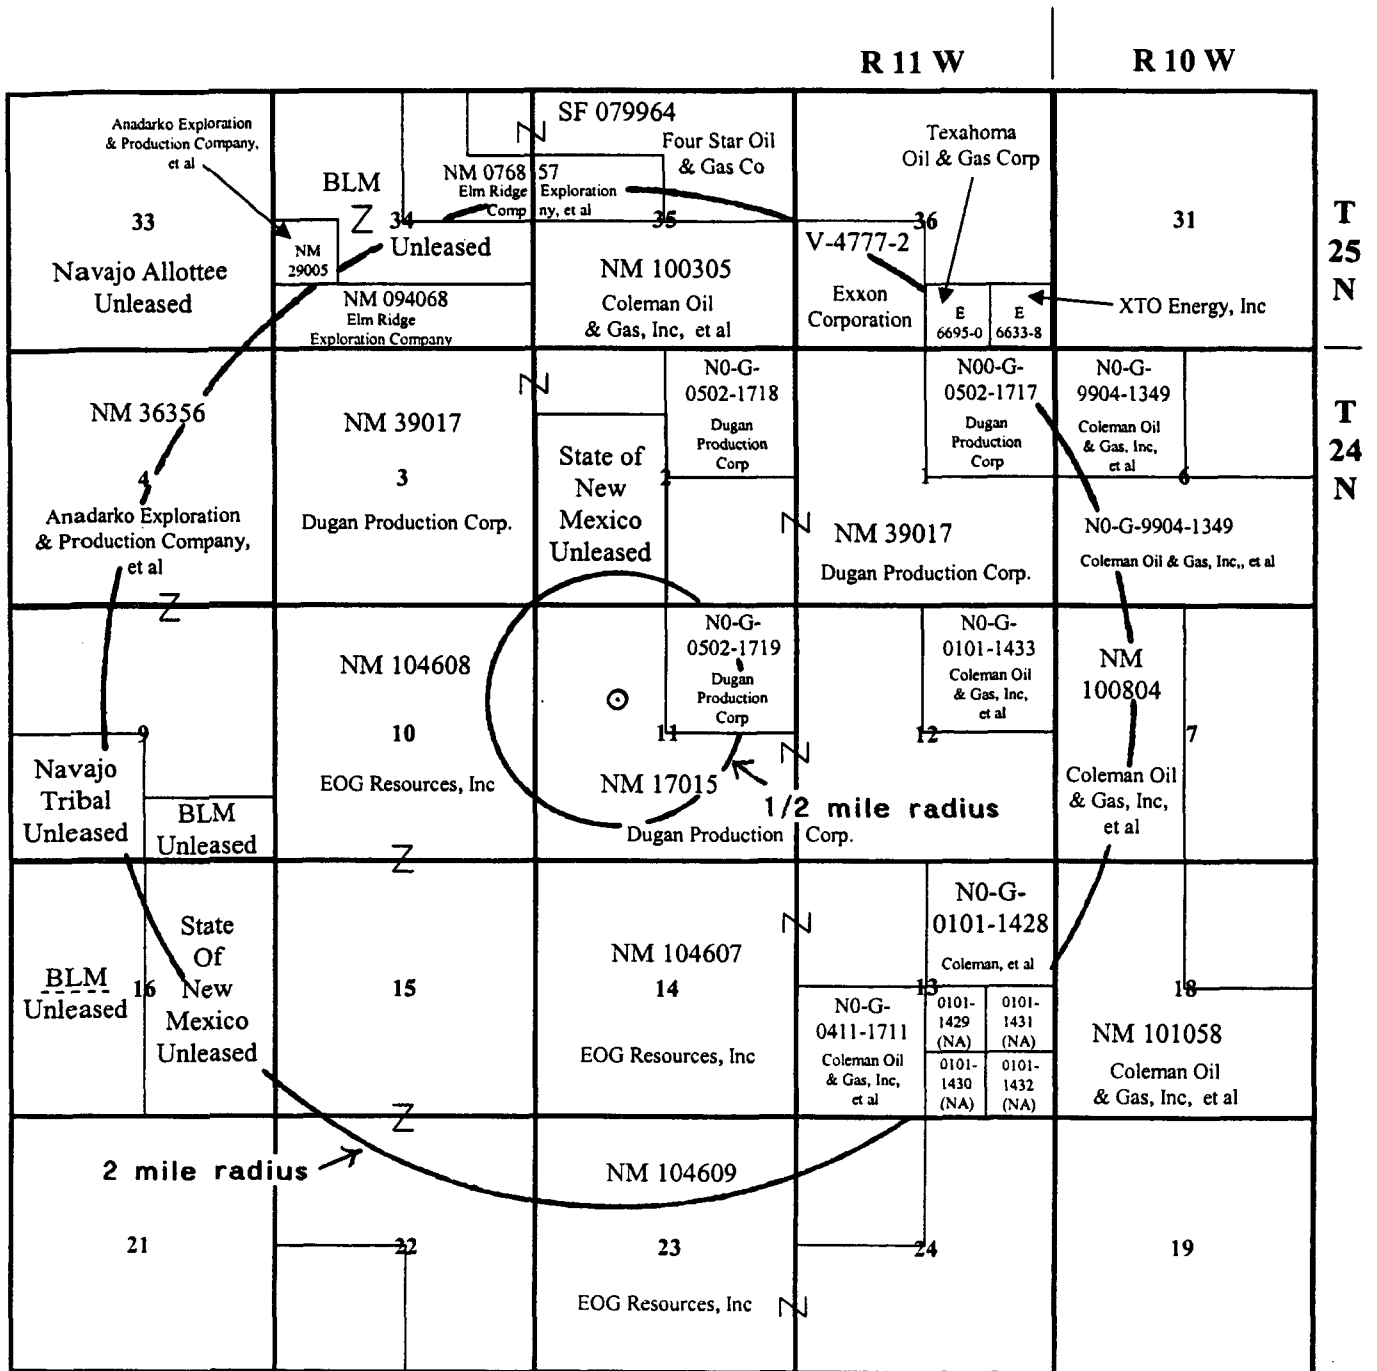 R 11 W
R 10 W
Anadarko Exploration
& Production Company,
et al
33
Navajo Allottee
Unleased
BLM
34
Unleased
NM
29005
NM 094068
Elm Ridge
Exploration Company
SF 079964
Four Star Oil
& Gas Co
NM 0768 57
Elm Ridge Exploration
Comp ny, et al
35
NM 100305
Coleman Oil
& Gas, Inc, et al
Texahoma
Oil & Gas Corp
36
V-4777-2
Exxon
Corporation
E
6695-0
E
6633-8
31
XTO Energy, Inc
T
25
N
T
24
N
NM 36356
4
Anadarko Exploration
& Production Company,
et al
NM 39017
3
Dugan Production Corp.
State of
New
Mexico
Unleased
2
N0-G-
0502-1718
Dugan
Production
Corp
N00-G-
0502-1717
Dugan
Production
Corp
1
NM 39017
Dugan Production Corp.
N0-G-
9904-1349
Coleman Oil
& Gas, Inc,
et al
6
N0-G-9904-1349
Coleman Oil & Gas, Inc,, et al
9
Navajo
Tribal
Unleased
BLM
Unleased
NM 104608
10
EOG Resources, Inc
N0-G-
0502-1719
Dugan
Production
Corp
11
NM 17015
1/2 mile radius
Dugan Production Corp.
N0-G-
0101-1433
Coleman Oil
& Gas, Inc,
et al
12
NM
100804
7
Coleman Oil
& Gas, Inc,
et al
BLM
Unleased
16
State
Of
New
Mexico
Unleased
15
NM 104607
14
EOG Resources, Inc
N0-G-
0101-1428
Coleman, et al
13
N0-G-
0411-1711
Coleman Oil
& Gas, Inc,
et al
0101-
1429
(NA)
0101-
1431
(NA)
0101-
1430
(NA)
0101-
1432
(NA)
18
NM 101058
Coleman Oil
& Gas, Inc, et al
2 mile radius
21
22
NM 104609
23
EOG Resources, Inc
24
19